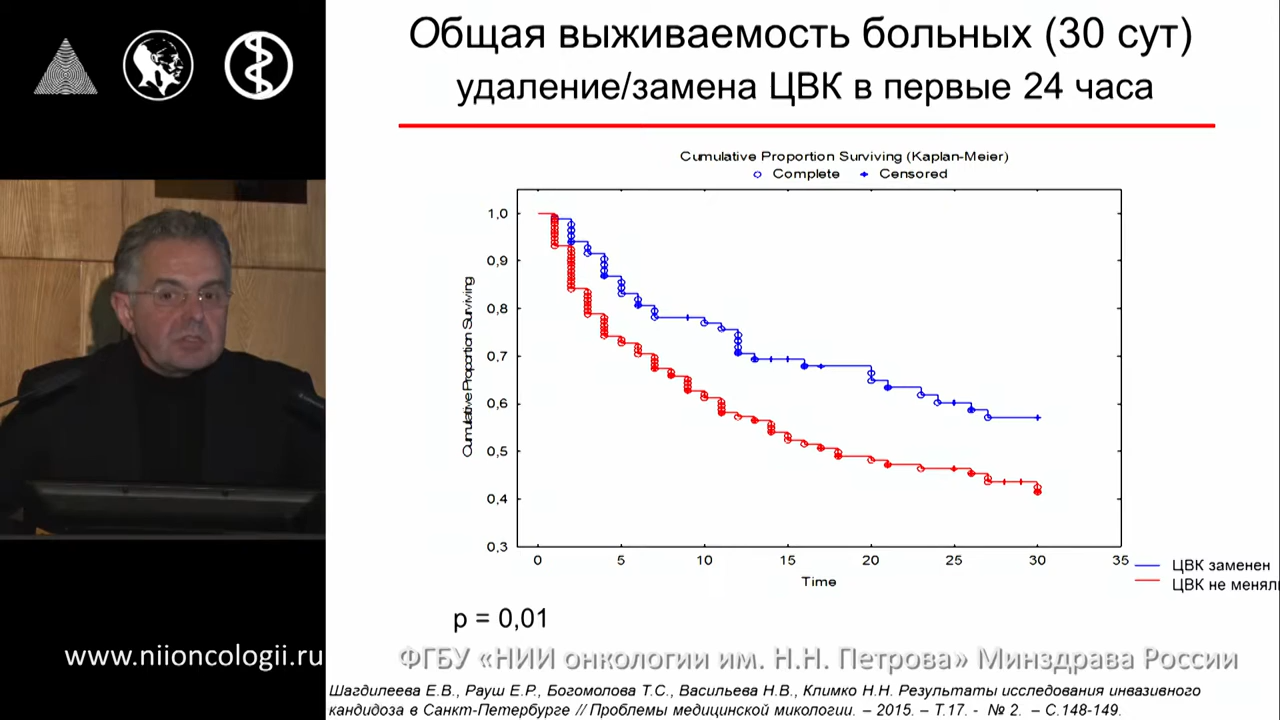 Общая выживаемость больных (30 сут)
удаление/замена ЦВК в первые 24 часа
Cumulative Proportion Surviving (Kaplan-Meier)
Complete Censored
Cumulative Proportion Surviving
1,0
0,9
0,8
0,7
0,6
0,5
0,4
0,3
0 5 10 15 20 25 30 35
Time
ЦВК заменен
ЦВК не меняли
p = 0,01
www.niioncologii.ru
ФГБУ «НИИ онкологии им. Н.Н. Петрова» Минздрава России
Шагдилеева Е.В., Рауш Е.Р., Богомолова Т.С., Васильева Н.В., Климко Н.Н. Результаты исследования инвазивного
кандидоза в Санкт-Петербурге // Проблемы медицинской микологии. – 2015. – Т.17. - № 2. – С.148-149.